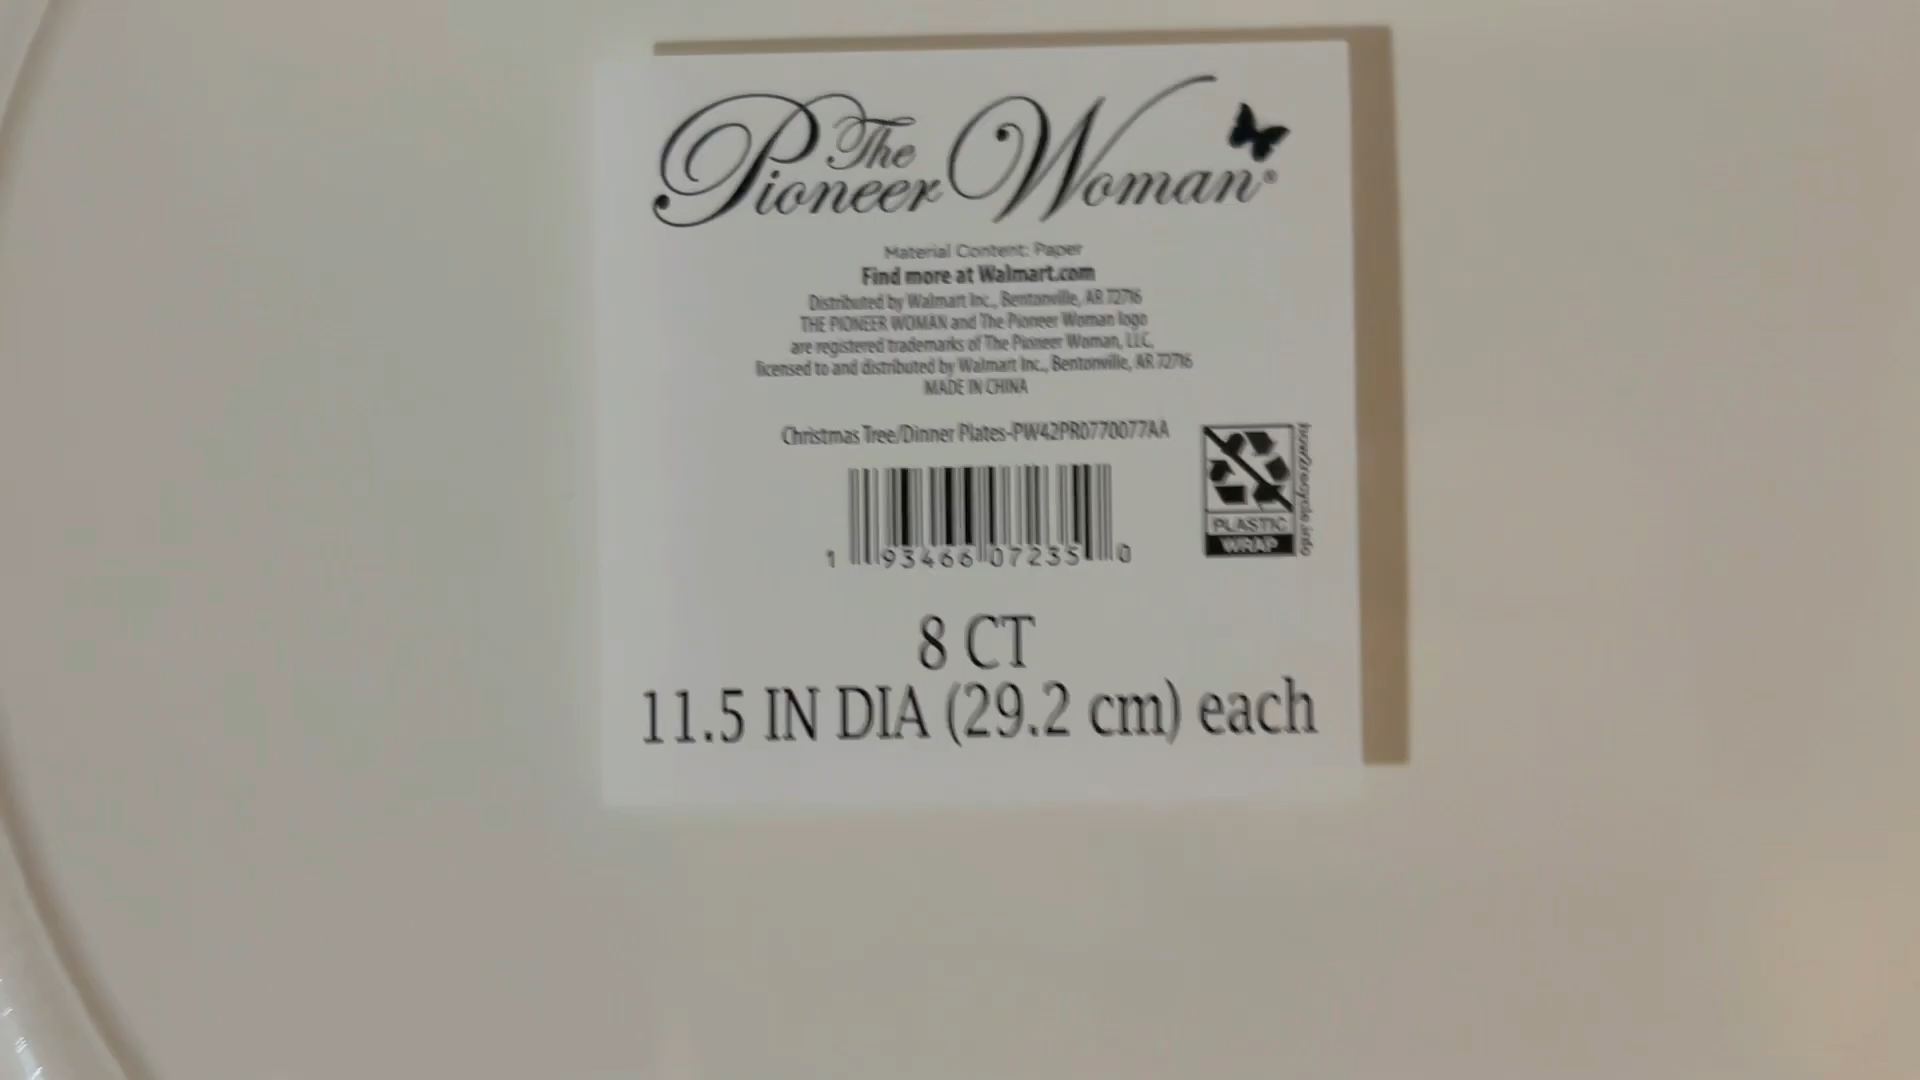 The
Pioneer Woman®
Material Content: Paper
Find more at Walmart.com
Distributed by Walmart Inc., Bentonville, AR 72716
THE PIONEER WOMAN and The Pioneer Woman logo
are registered trademarks of The Pioneer Woman, LLC,
licensed to and distributed by Walmart Inc., Bentonville, AR 72716
MADE IN CHINA
Christmas Tree/Dinner Plates-PW42PR0770077AA
1 93466 07235 0
PLASTIC
WRAP
how2recycle.info
8 CT
11.5 IN DIA (29.2 cm) each